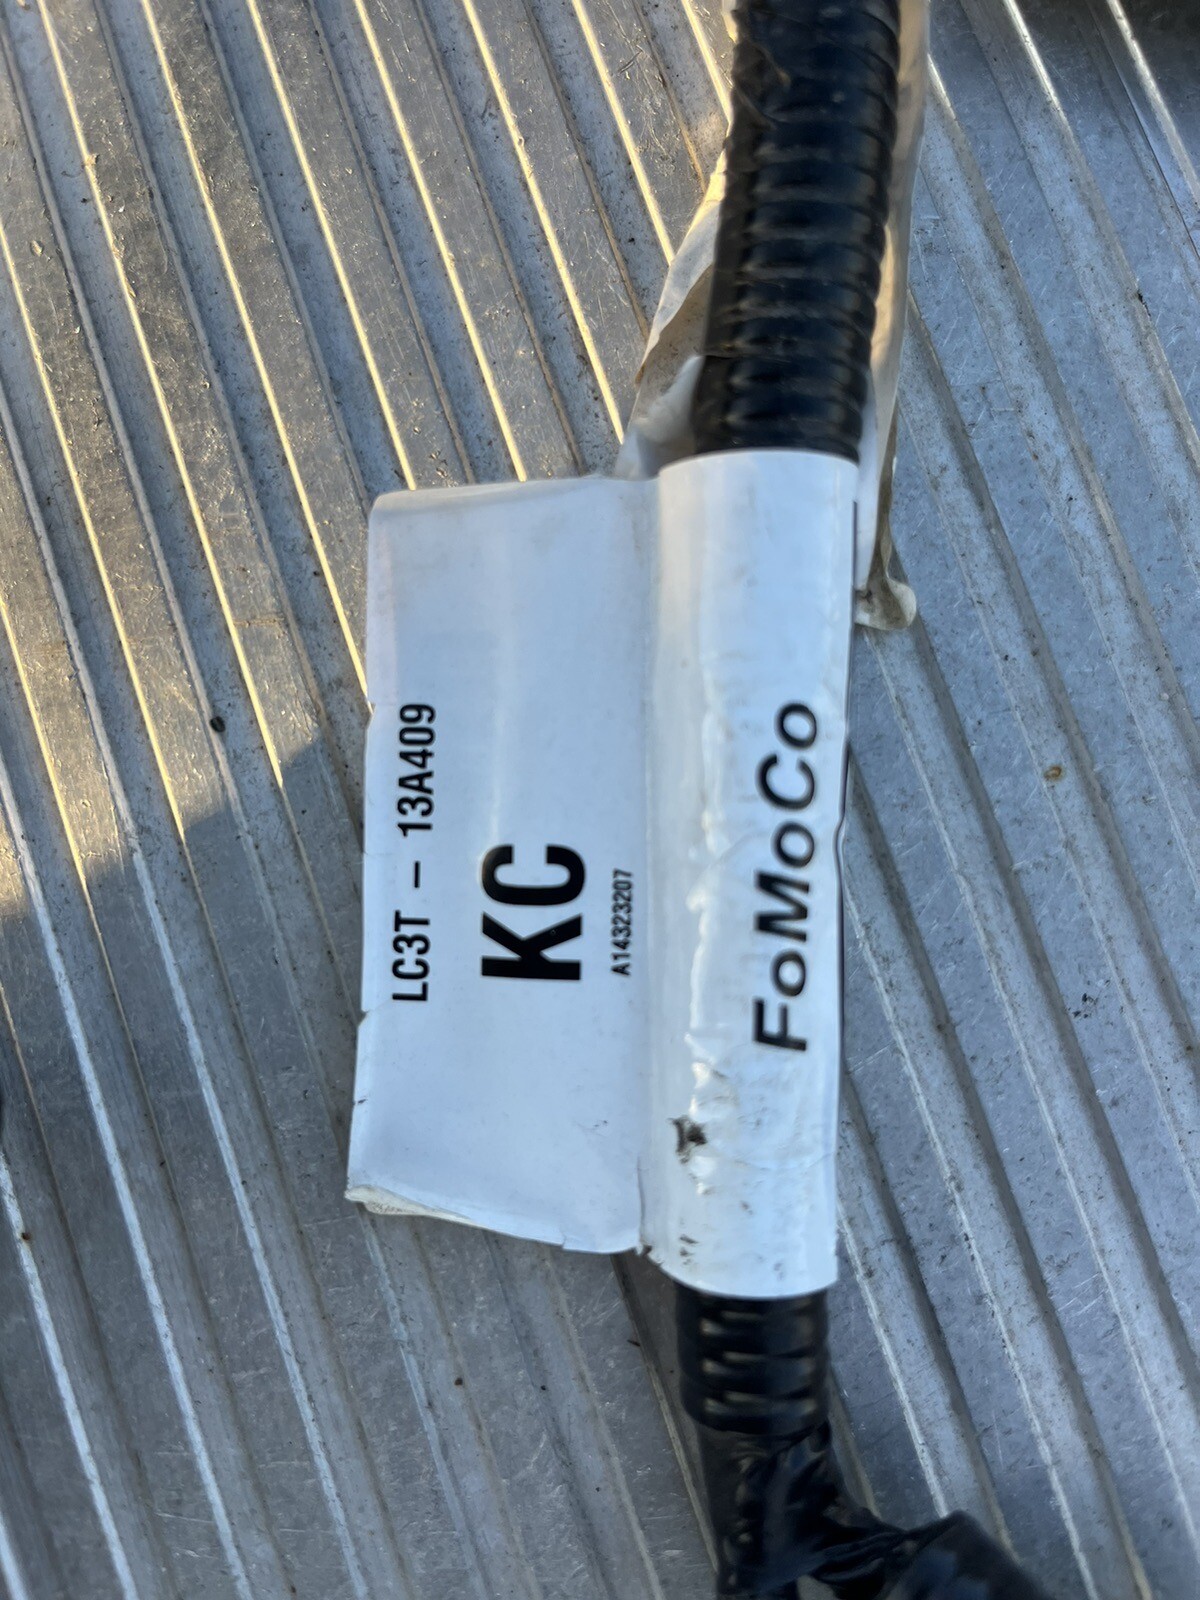 LC3T – 13A409
KC
A14323207
FoMoCo